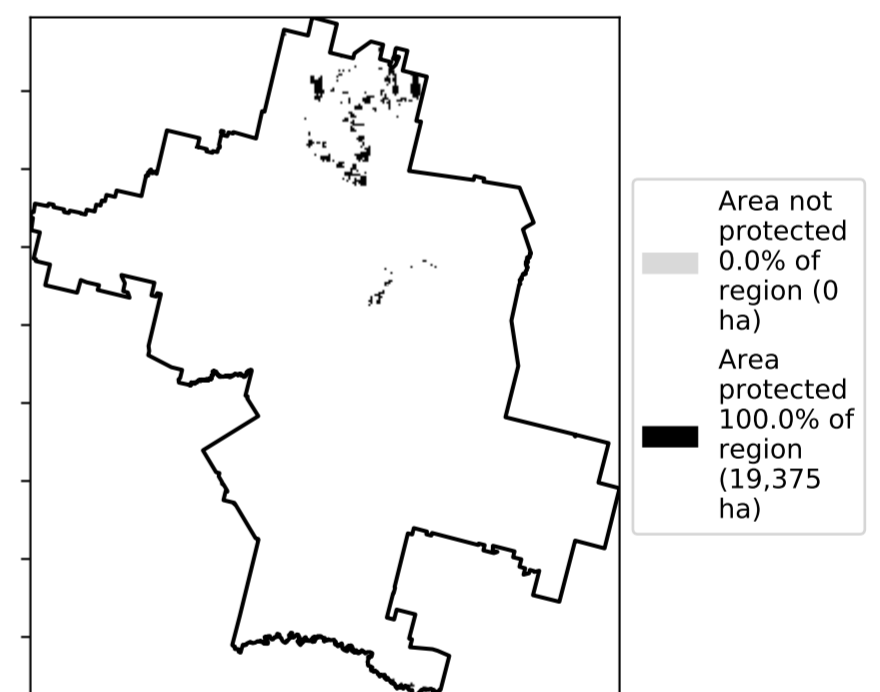 Area not
protected
0.0% of
region (0
ha)
Area
protected
100.0% of
region
(19,375
ha)